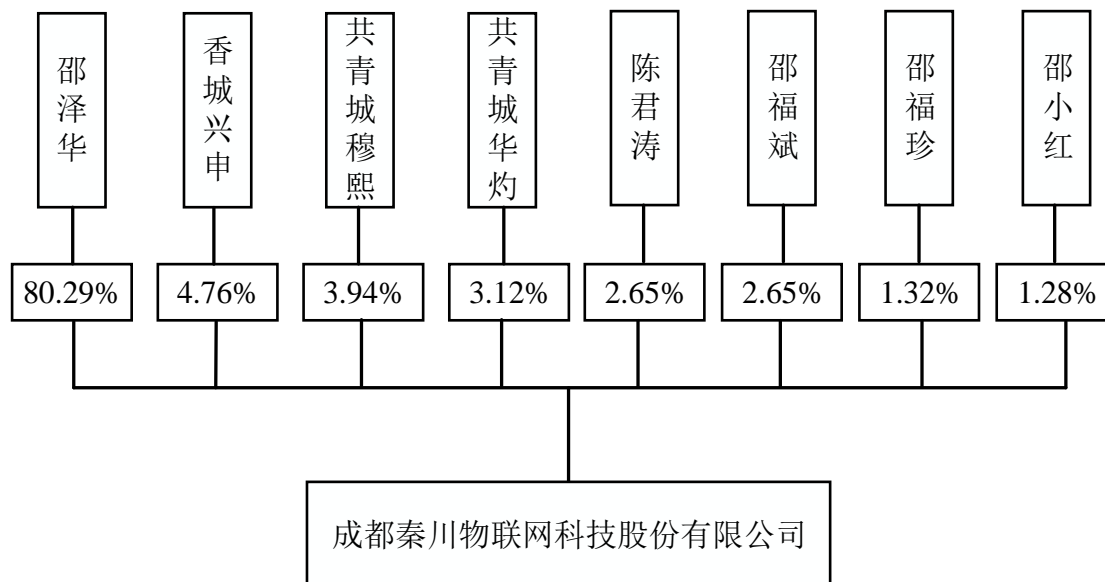 邵泽华
香城兴申
共青城穆熙
共青城华灼
陈君涛
邵福斌
邵福珍
邵小红
80.29%
4.76%
3.94%
3.12%
2.65%
2.65%
1.32%
1.28%
成都秦川物联网科技股份有限公司